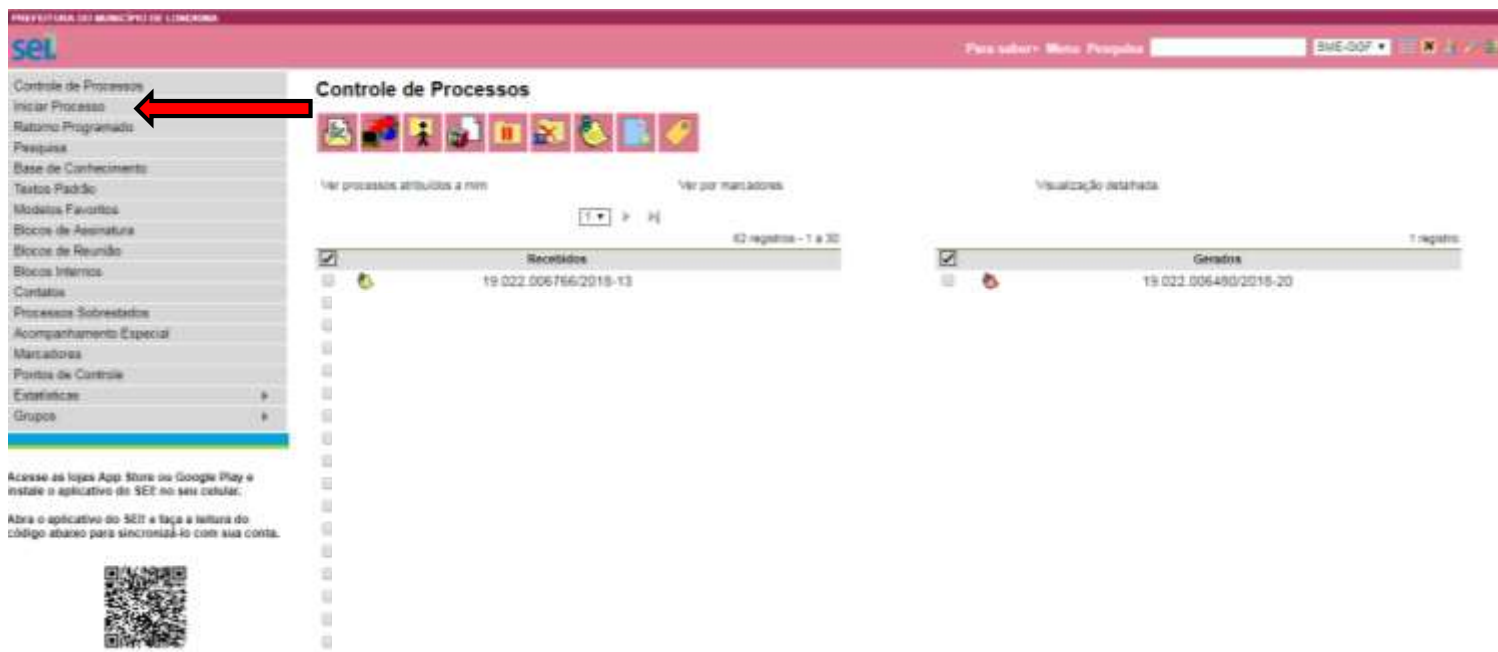 PREFEITURA DO MUNICÍPIO DE LONDRINA
sei.
Para saber+ Menu Pesquisa
SME-GOF
Controle de Processos
Iniciar Processo
Retorno Programado
Pesquisa
Base de Conhecimento
Textos Padrão
Modelos Favoritos
Blocos de Assinatura
Blocos de Reunião
Blocos Internos
Contatos
Processos Sobrestados
Acompanhamento Especial
Marcadores
Pontos de Controle
Estatísticas
Grupos
Acesse as lojas App Store ou Google Play e
instale o aplicativo do SEI! no seu celular.
Abra o aplicativo do SEI! e faça a leitura do
código abaixo para sincronizá-lo com sua conta.
Controle de Processos
Ver processos atribuídos a mim
Ver por marcadores
Visualização detalhada
1
62 registros - 1 a 30
1 registro
Recebidos
Gerados
19.022.006766/2018-13
19.022.006480/2018-20